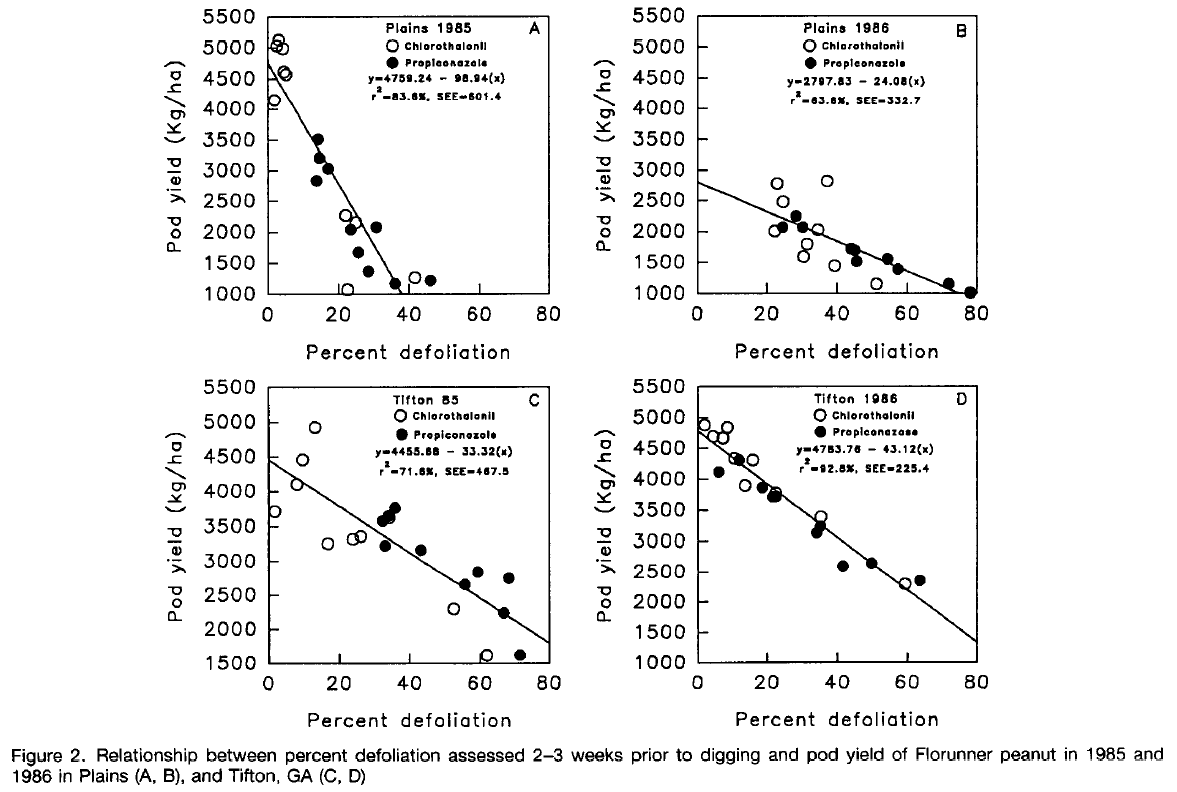 Plains 1985
A
Chlorothalonil
Propiconazole
y=4759.24 - 98.94(x)
r²=83.6%, SEE=601.4
5500
5000
4500
4000
3500
3000
2500
2000
1500
1000
Pod yield (Kg/ha)
0 20 40 60 80
Percent defoliation
Plains 1986
B
Chlorothalonil
Propiconazole
y=2797.83 - 24.08(x)
r²=63.6%, SEE=332.7
5500
5000
4500
4000
3500
3000
2500
2000
1500
1000
Pod yield (Kg/ha)
0 20 40 60 80
Percent defoliation
Tifton 85
C
Chlorothalonil
Propiconazole
y=4455.68 - 33.32(x)
r²=71.6%, SEE=467.5
5500
5000
4500
4000
3500
3000
2500
2000
1500
Pod yield (Kg/ha)
0 20 40 60 80
Percent defoliation
Tifton 1986
D
Chlorothalonil
Propiconazase
y=4763.76 - 43.12(x)
r²=92.8%, SEE=225.4
5500
5000
4500
4000
3500
3000
2500
2000
1500
1000
Pod yield (Kg/ha)
0 20 40 60 80
Percent defoliation
Figure 2. Relationship between percent defoliation assessed 2–3 weeks prior to digging and pod yield of Florunner peanut in 1985 and
1986 in Plains (A, B), and Tifton, GA (C, D)